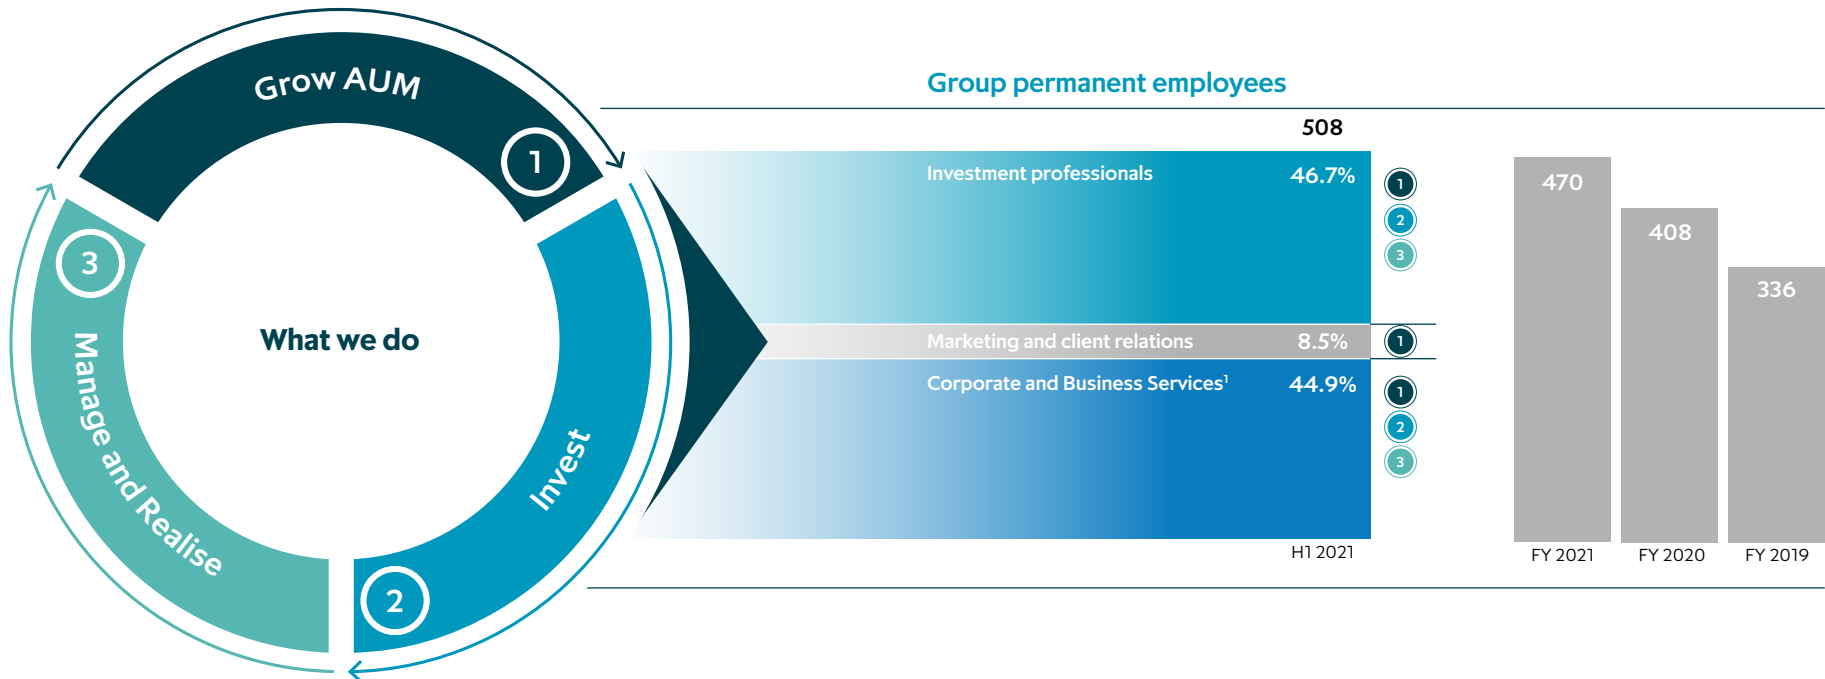 Grow AUM
1
Invest
2
Manage and Realise
3
What we do
Group permanent employees
508
Investment professionals 46.7%
1
2
3
Marketing and client relations 8.5%
1
Corporate and Business Services¹ 44.9%
1
2
3
H1 2021
470
408
336
FY 2021
FY 2020
FY 2019